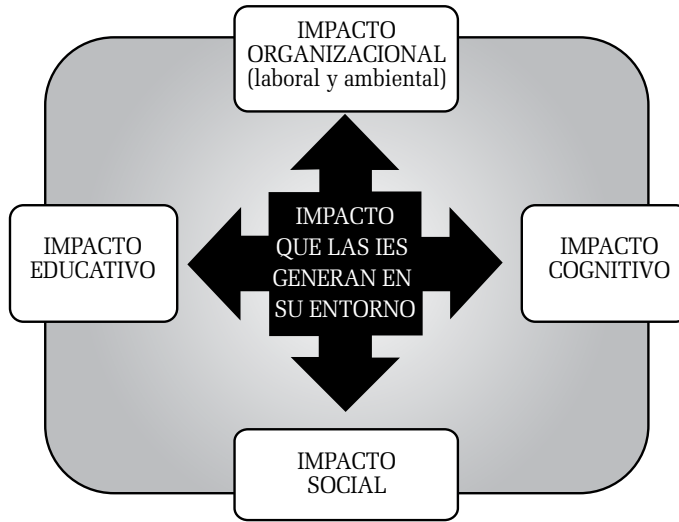 IMPACTO
ORGANIZACIONAL
(laboral y ambiental)
IMPACTO
EDUCATIVO
IMPACTO
QUE LAS IES
GENERAN EN
SU ENTORNO
IMPACTO
COGNITIVO
IMPACTO
SOCIAL